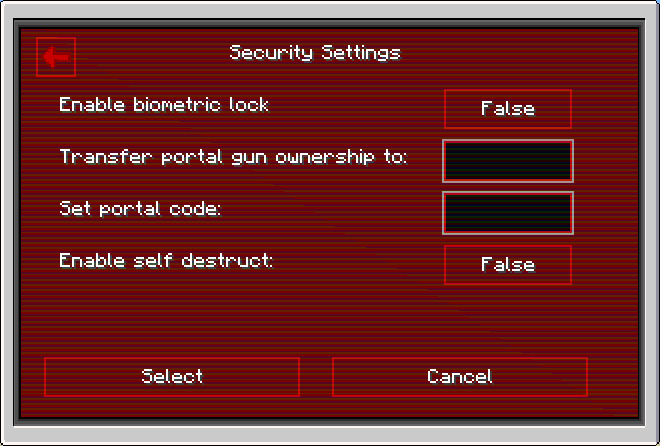 Security Settings
Enable biometric lock
False
Transfer portal gun ownership to:
Set portal code:
Enable self destruct:
False
Select
Cancel